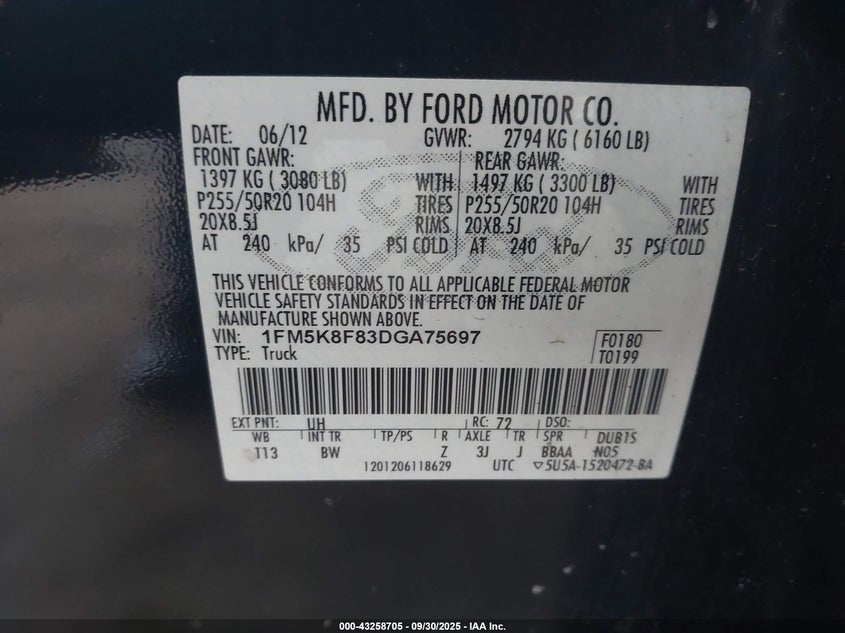 MFD. BY FORD MOTOR CO.
DATE: 06/12 GVWR: 2794 KG ( 6160 LB)
FRONT GAWR: REAR GAWR:
1397 KG ( 3080 LB) WITH 1497 KG ( 3300 LB) WITH
P255/50R20 104H TIRES P255/50R20 104H TIRES
20X8.5J RIMS 20X8.5J RIMS
AT 240 kPa/ 35 PSI COLD AT 240 kPa/ 35 PSI COLD
THIS VEHICLE CONFORMS TO ALL APPLICABLE FEDERAL MOTOR
VEHICLE SAFETY STANDARDS IN EFFECT ON THE DATE OF
MANUFACTURE SHOWN ABOVE.
VIN: 1FM5K8F83DGA75697 F0180
TYPE: Truck T0199
EXT PNT: UH RC: 72 DSO:
WB INT TR TP/PS R AXLE TR SPR DUB1S
T13 BW Z 3J J BBAA N05
1201206118629 UTC ▽5U5A-1520472-BA
Ford
000-43258705 - 09/30/2025 - IAA Inc.